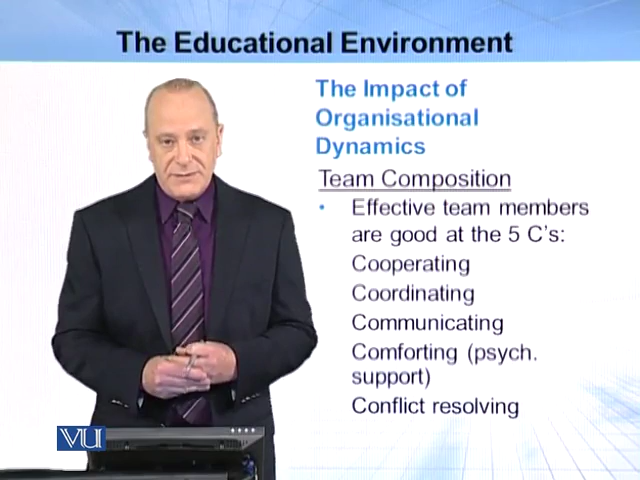 The Educational Environment
The Impact of
Organisational
Dynamics
Team Composition
• Effective team members
are good at the 5 C's:
Cooperating
Coordinating
Communicating
Comforting (psych.
support)
Conflict resolving
VU